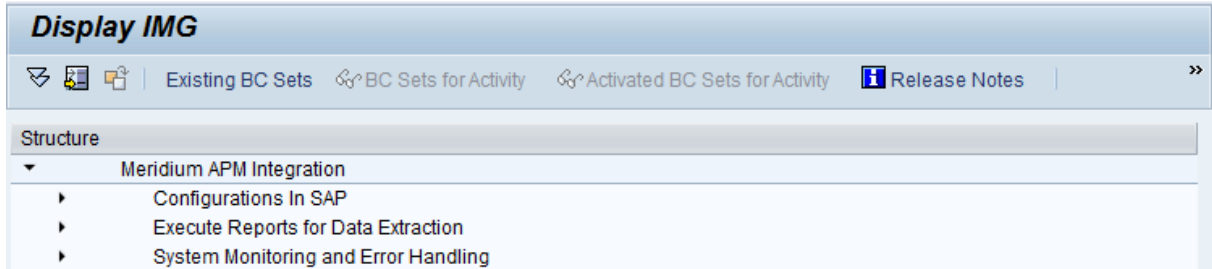 Display IMG
Existing BC Sets BC Sets for Activity Activated BC Sets for Activity Release Notes »
Structure
Meridium APM Integration
Configurations In SAP
Execute Reports for Data Extraction
System Monitoring and Error Handling